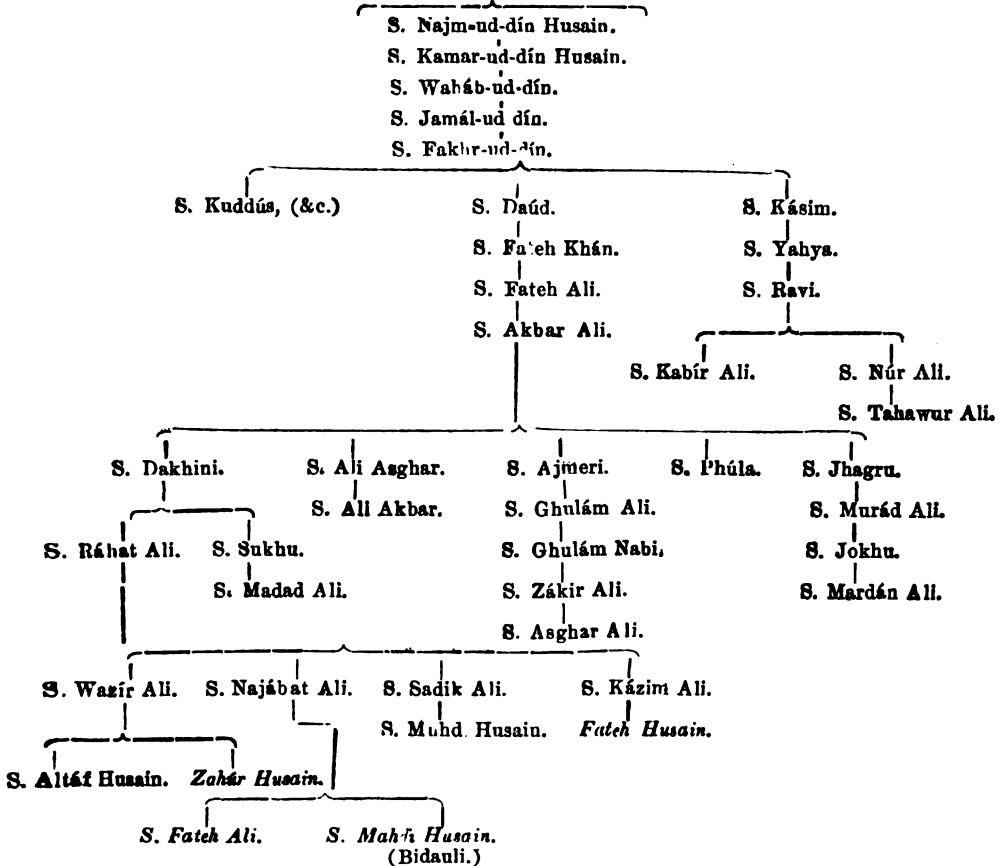 S. Najm-ud-dín Husain.
S. Kamar-ud-dín Husain.
S. Waháb-ud-dín.
S. Jamál-ud dín.
S. Fakhr-ud-dín.
S. Kuddús, (&c.) S. Daúd. S. Kásim.
S. Fateh Khán. S. Yahya.
S. Fateh Ali. S. Ravi.
S. Akbar Ali.
S. Kabír Ali. S. Núr Ali.
S. Tahawur Ali.
S. Dakhini. S. Ali Asghar. S. Ajmeri. S. Phúla. S. Jhagru.
S. Ali Akbar. S. Ghulám Ali. S. Murád Ali.
S. Ráhat Ali. S. Sukhu. S. Ghulám Nabi. S. Jokhu.
S. Madad Ali. S. Zákir Ali. S. Mardán Ali.
S. Asghar Ali.
S. Wazír Ali. S. Najábat Ali. S. Sadik Ali. S. Kázim Ali.
S. Muhd. Husain. Fateh Husain.
S. Altáf Husain. Zahár Husain.
S. Fateh Ali. S. Mahdi Husain.
(Bidauli.)